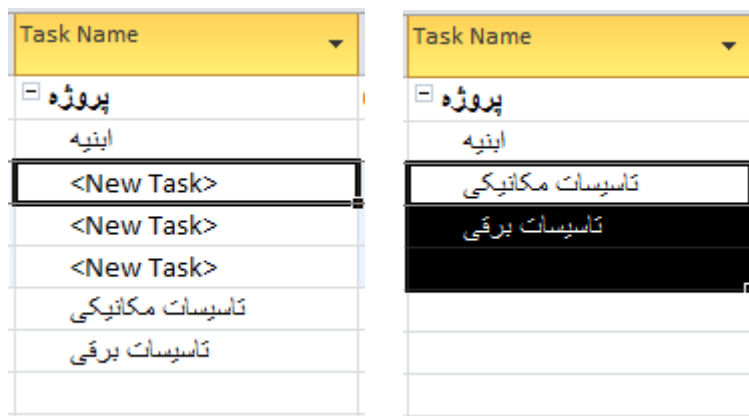 Task Name
پروژه
ابنیه
<New Task>
<New Task>
<New Task>
تاسیسات مکانیکی
تاسیسات برقی
Task Name
پروژه
ابنیه
تاسیسات مکانیکی
تاسیسات برقی